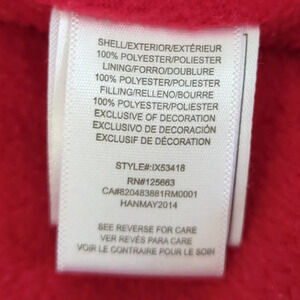 SHELL/EXTERIOR/EXTÉRIEUR
100% POLYESTER/POLIESTER
LINING/FORRO/DOUBLURE
100% POLYESTER/POLIESTER
FILLING/RELLENO/BOURRE
100% POLYESTER/POLIESTER
EXCLUSIVE OF DECORATION
EXCLUSIVO DE DECORACIÓN
EXCLUSIF DE DÉCORATION
STYLE#:IX53418
RN#125663
CA#820483881RM0001
HANMAY2014
SEE REVERSE FOR CARE
VER REVÉS PARA CARE
VOIR LE CONTRAIRE POUR LE SOIN